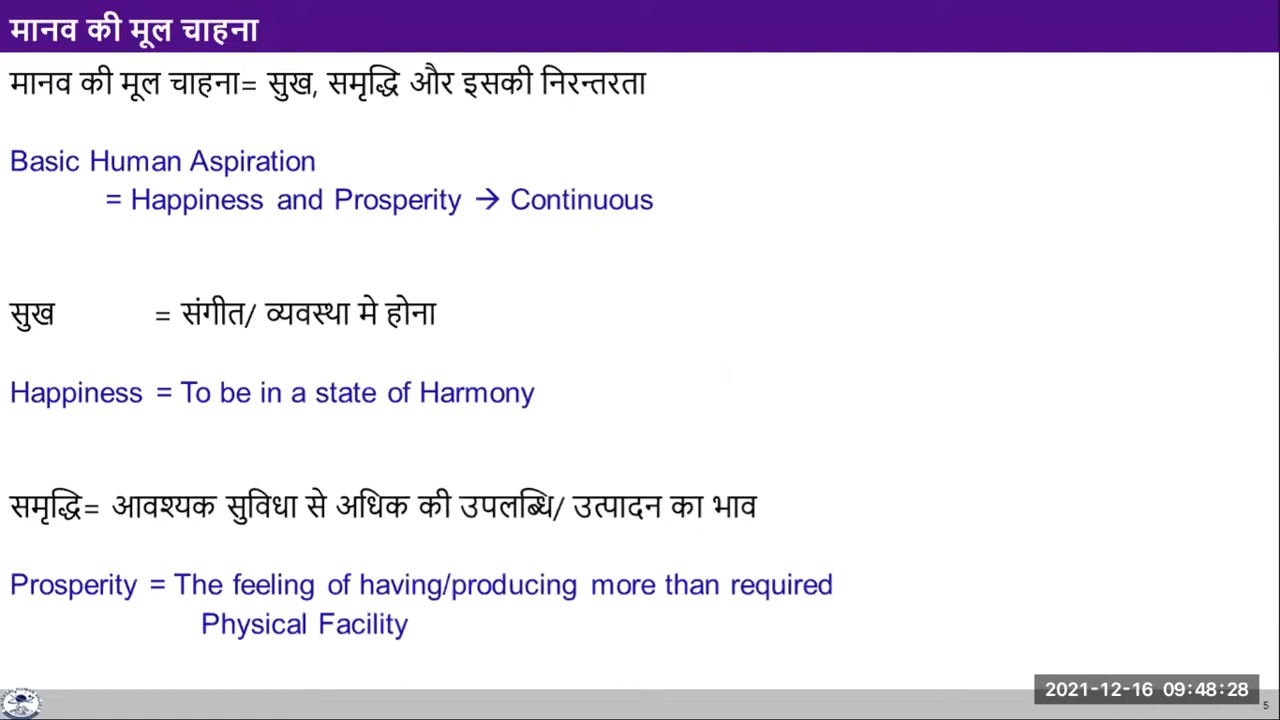 मानव की मूल चाहना
मानव की मूल चाहना= सुख, समृद्धि और इसकी निरन्तरता
Basic Human Aspiration
= Happiness and Prosperity → Continuous
सुख = संगीत/ व्यवस्था मे होना
Happiness = To be in a state of Harmony
समृद्धि= आवश्यक सुविधा से अधिक की उपलब्धि/ उत्पादन का भाव
Prosperity = The feeling of having/producing more than required
Physical Facility
2021-12-16 09:48:28
5